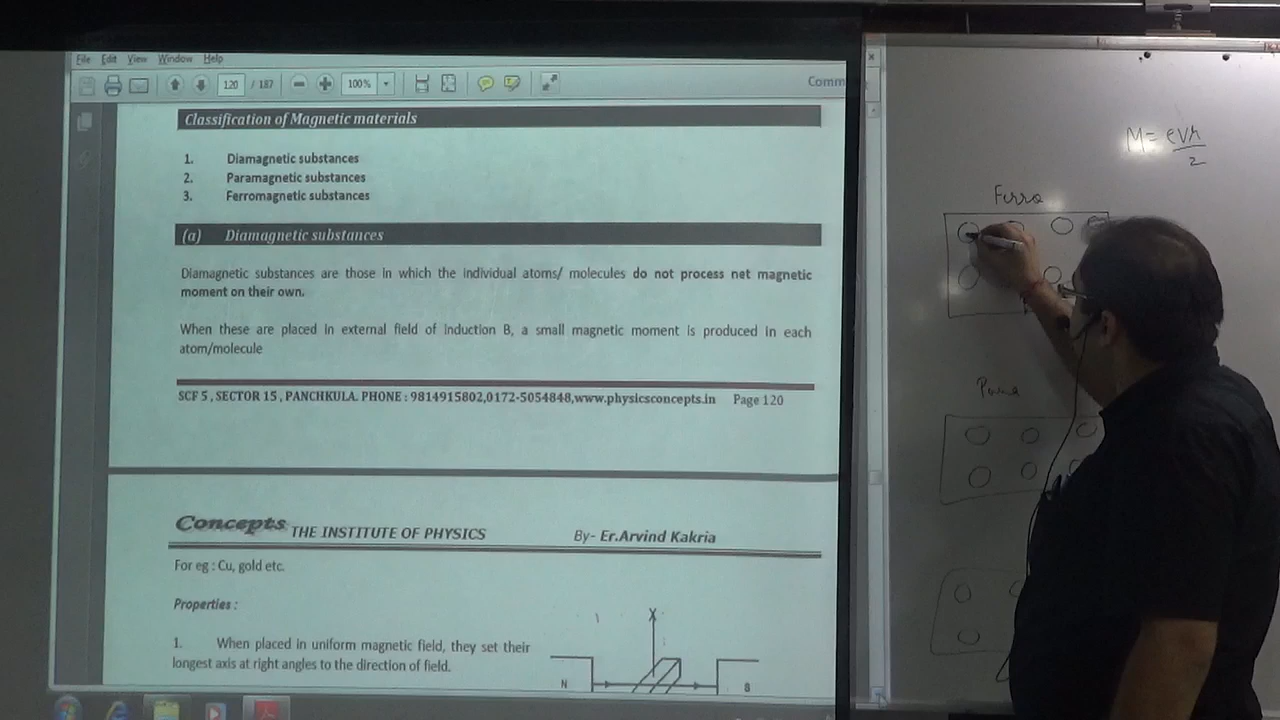 File Edit View Window Help
120 / 187 100% Comm
Classification of Magnetic materials
1. Diamagnetic substances
2. Paramagnetic substances
3. Ferromagnetic substances
(a) Diamagnetic substances
Diamagnetic substances are those in which the individual atoms/ molecules do not process net magnetic
moment on their own.
When these are placed in external field of induction B, a small magnetic moment is produced in each
atom/molecule
SCF 5 , SECTOR 15 , PANCHKULA. PHONE : 9814915802,0172-5054848,www.physicsconcepts.in Page 120
Concepts THE INSTITUTE OF PHYSICS By- Er.Arvind Kakria
For eg : Cu, gold etc.
Properties :
1. When placed in uniform magnetic field, they set their
longest axis at right angles to the direction of field.
X
N S
M = evr
2
Ferro
Para